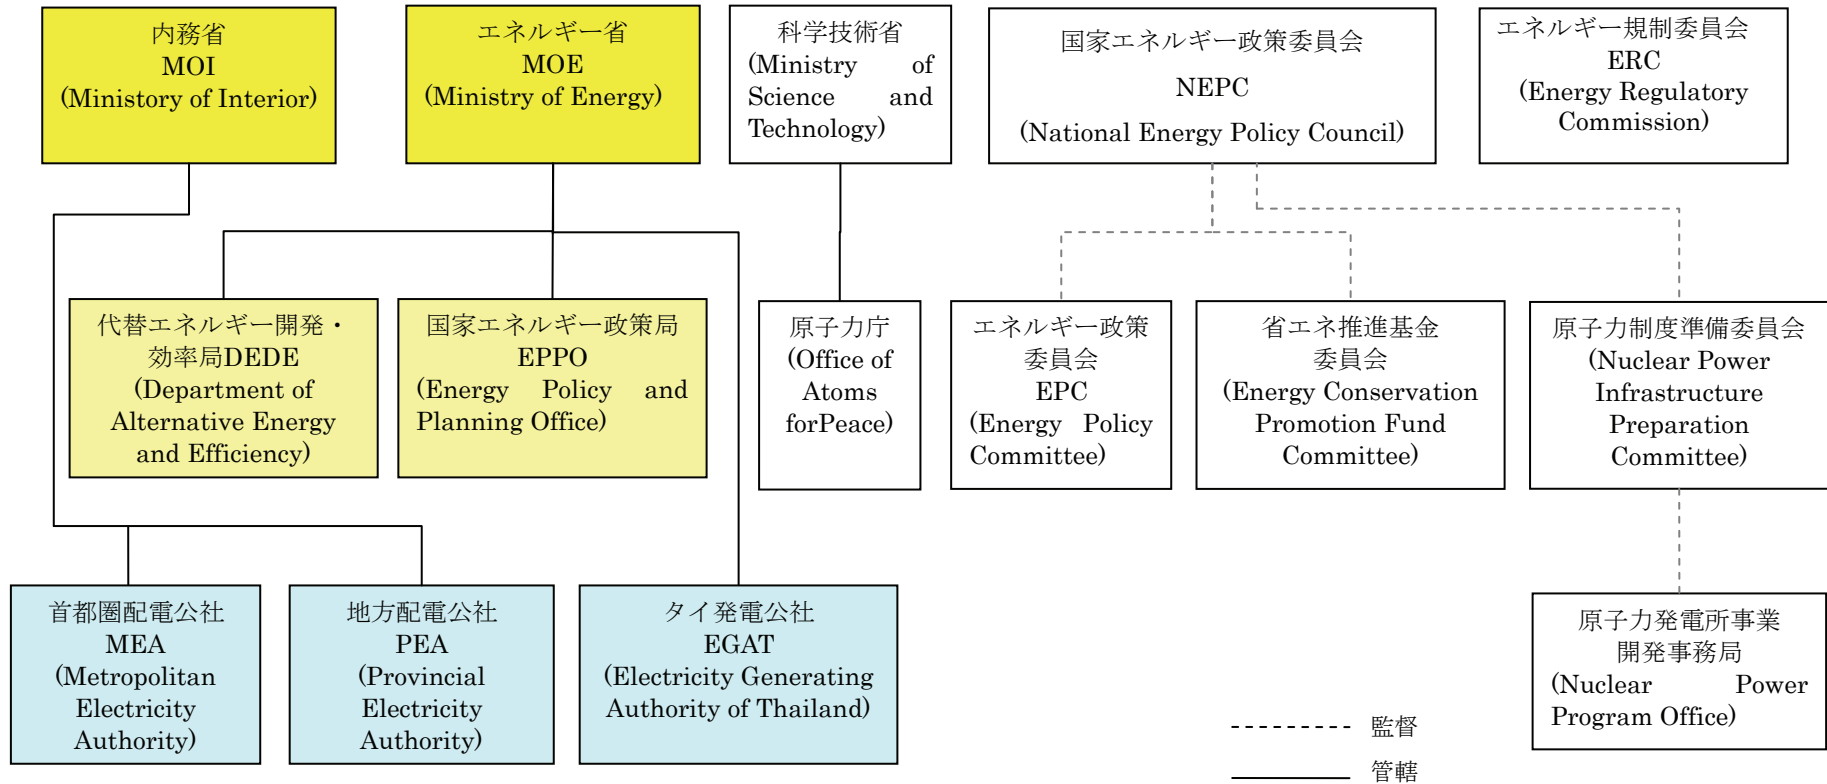 内務省
MOI
(Ministory of Interior)
エネルギー省
MOE
(Ministry of Energy)
科学技術省
(Ministry of
Science and
Technology)
国家エネルギー政策委員会
NEPC
(National Energy Policy Council)
エネルギー規制委員会
ERC
(Energy Regulatory
Commission)
代替エネルギー開発・
効率局DEDE
(Department of
Alternative Energy
and Efficiency)
国家エネルギー政策局
EPPO
(Energy Policy and
Planning Office)
原子力庁
(Office of
Atoms
forPeace)
エネルギー政策
委員会
EPC
(Energy Policy
Committee)
省エネ推進基金
委員会
(Energy Conservation
Promotion Fund
Committee)
原子力制度準備委員会
(Nuclear Power
Infrastructure
Preparation
Committee)
首都圏配電公社
MEA
(Metropolitan
Electricity
Authority)
地方配電公社
PEA
(Provincial
Electricity
Authority)
タイ発電公社
EGAT
(Electricity Generating
Authority of Thailand)
原子力発電所事業
開発事務局
(Nuclear Power
Program Office)
監督
管轄